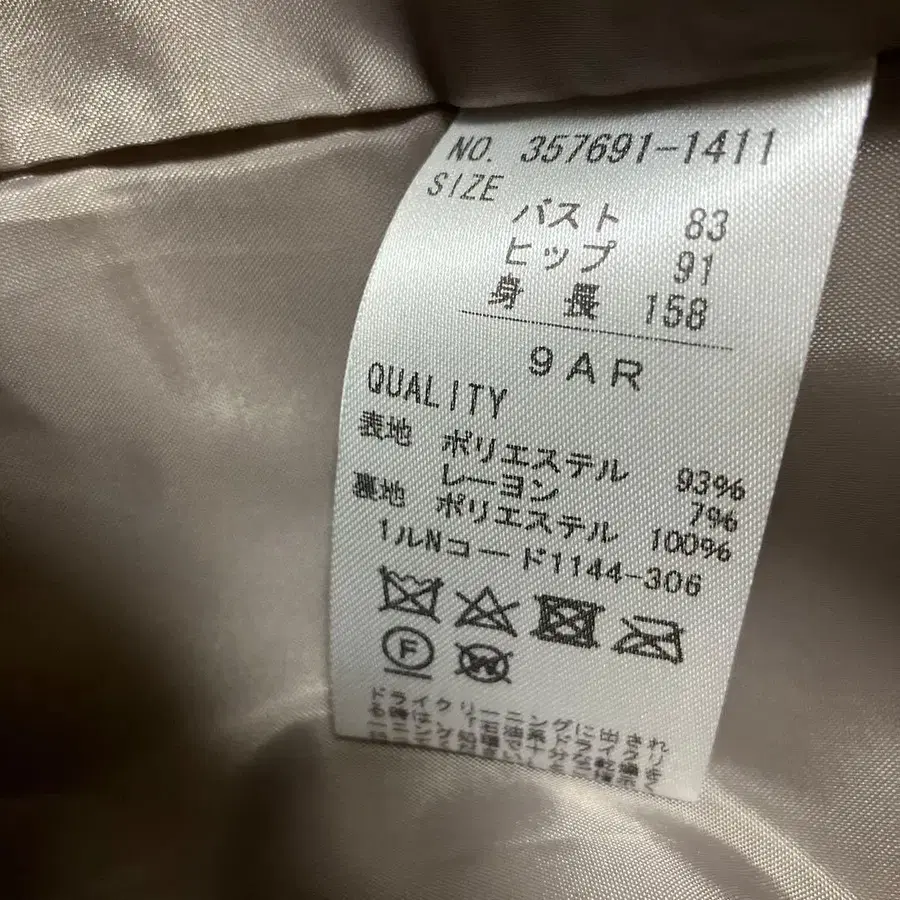 NO. 357691-1411
SIZE
バスト 83
ヒップ 91
身長 158
9AR
QUALITY
表地 ポリエステル 93%
レーヨン 7%
裏地 ポリエステル 100%
1ルNコード1144-306
F
W
ドライクリーニングに出され